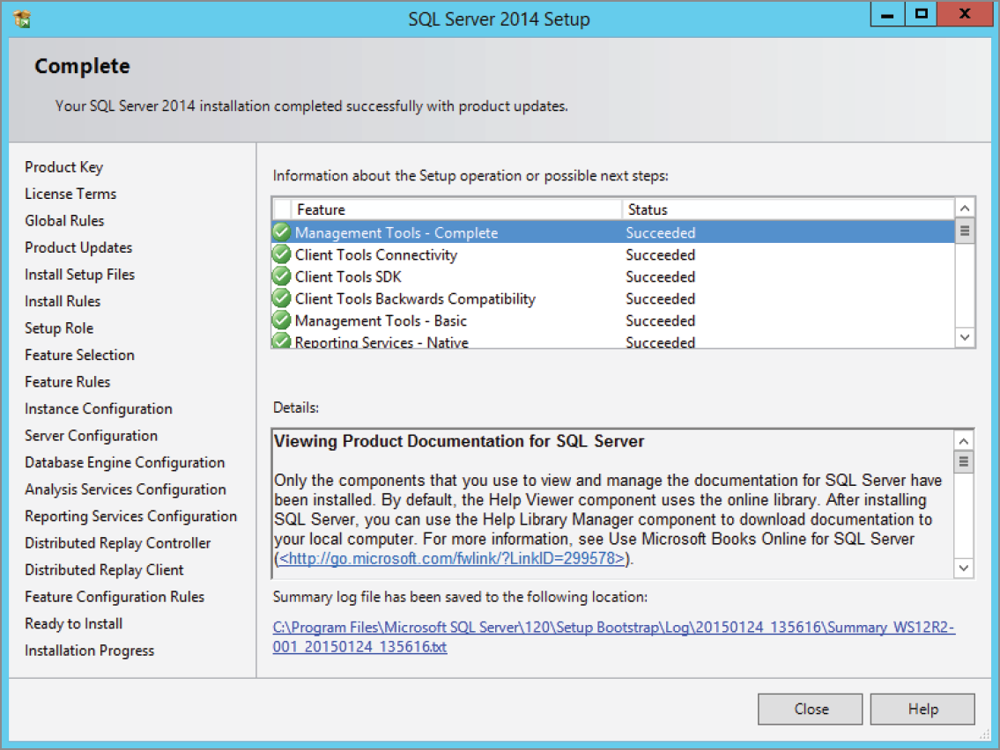 SQL Server 2014 Setup
Complete
Your SQL Server 2014 installation completed successfully with product updates.
Product Key
License Terms
Global Rules
Product Updates
Install Setup Files
Install Rules
Setup Role
Feature Selection
Feature Rules
Instance Configuration
Server Configuration
Database Engine Configuration
Analysis Services Configuration
Reporting Services Configuration
Distributed Replay Controller
Distributed Replay Client
Feature Configuration Rules
Ready to Install
Installation Progress
Information about the Setup operation or possible next steps:
Feature Status
Management Tools - Complete Succeeded
Client Tools Connectivity Succeeded
Client Tools SDK Succeeded
Client Tools Backwards Compatibility Succeeded
Management Tools - Basic Succeeded
Reporting Services - Native Succeeded
Details:
Viewing Product Documentation for SQL Server
Only the components that you use to view and manage the documentation for SQL Server have
been installed. By default, the Help Viewer component uses the online library. After installing
SQL Server, you can use the Help Library Manager component to download documentation to
your local computer. For more information, see Use Microsoft Books Online for SQL Server
(<http://go.microsoft.com/fwlink/?LinkID=299578>).
Summary log file has been saved to the following location:
C:\Program Files\Microsoft SQL Server\120\Setup Bootstrap\Log\20150124_135616\Summary_WS12R2-
001_20150124_135616.txt
Close Help